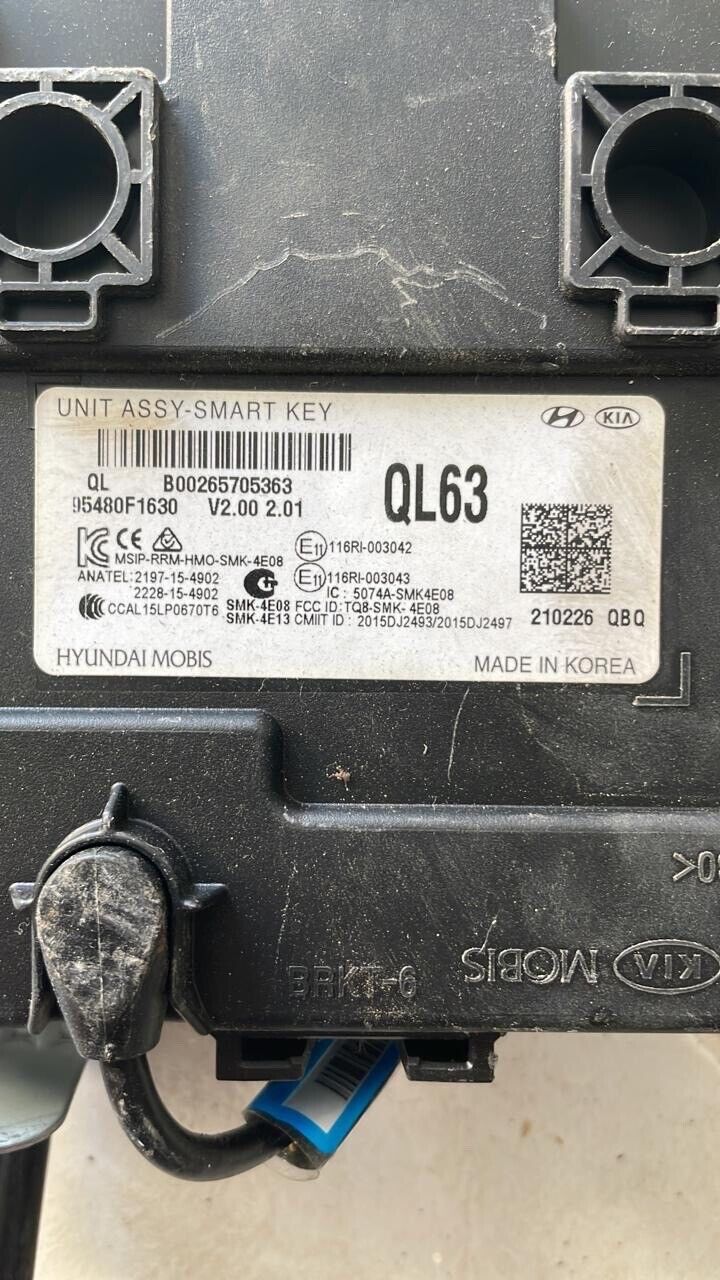 UNIT ASSY-SMART KEY
KIA
QL B00265705363
95480F1630 V2.00 2.01
QL63
MSIP-RRM-HMO-SMK-4E08
E11 116RI-003042
ANATEL: 2197-15-4902
E11 116RI-003043
2228-15-4902
IC : 5074A-SMK4E08
CCAL15LP0670T6
SMK-4E08 FCC ID: TQ8-SMK- 4E08
SMK-4E13 CMIIT ID : 2015DJ2493/2015DJ2497
210226 QBQ
HYUNDAI MOBIS
MADE IN KOREA
BRKT-6
MOBIS
KIA